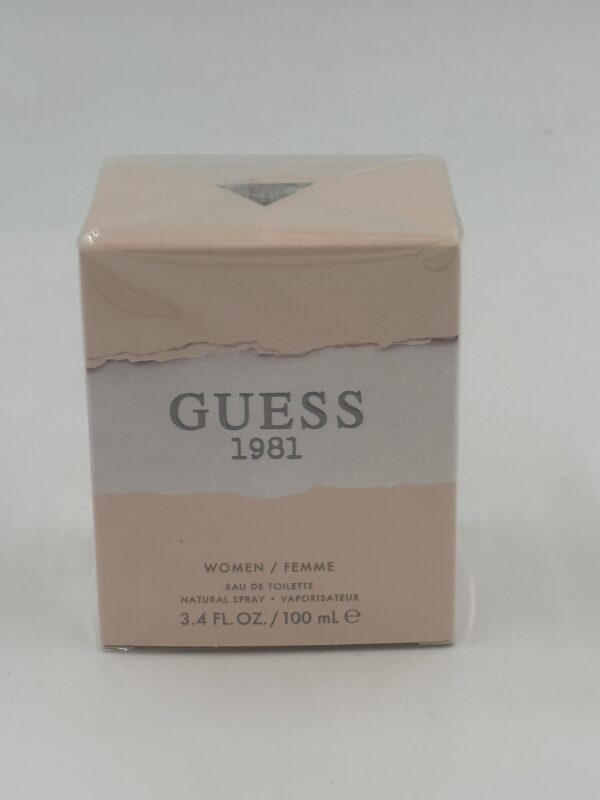 GUESS
1981
WOMEN / FEMME
EAU DE TOILETTE
NATURAL SPRAY • VAPORISATEUR
3.4 FL.OZ./100 mL ℮